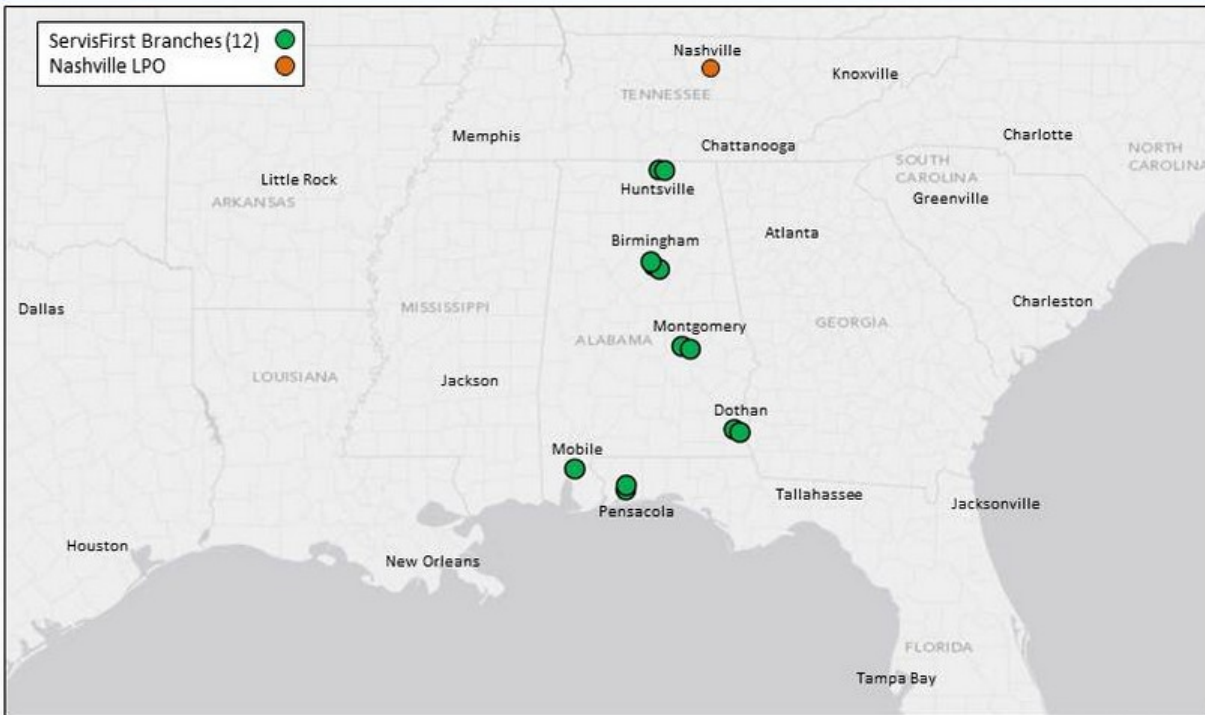 ServisFirst Branches (12)
Nashville LPO
Nashville
Knoxville
TENNESSEE
Memphis
Chattanooga
Charlotte
NORTH
CAROLINA
SOUTH
CAROLINA
Little Rock
ARKANSAS
Huntsville
Greenville
Birmingham
Atlanta
Dallas
MISSISSIPPI
Charleston
Montgomery
GEORGIA
ALABAMA
LOUISIANA
Jackson
Dothan
Mobile
Tallahassee
Jacksonville
Pensacola
Houston
New Orleans
FLORIDA
Tampa Bay